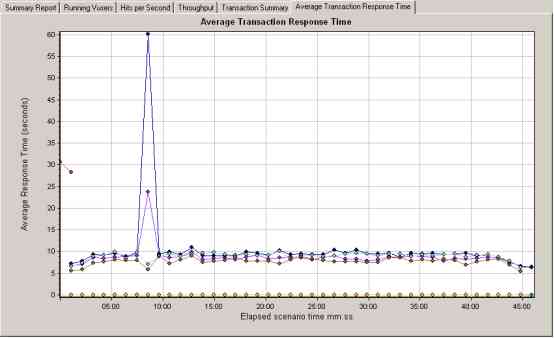 Summary Report Running Vusers Hits per Second Throughput Transaction Summary Average Transaction Response Time
Average Transaction Response Time
60
55
50
45
40
35
30
25
20
15
10
5
0
Average Response Time (seconds)
05:00 10:00 15:00 20:00 25:00 30:00 35:00 40:00 45:00
Elapsed scenario time mm:ss